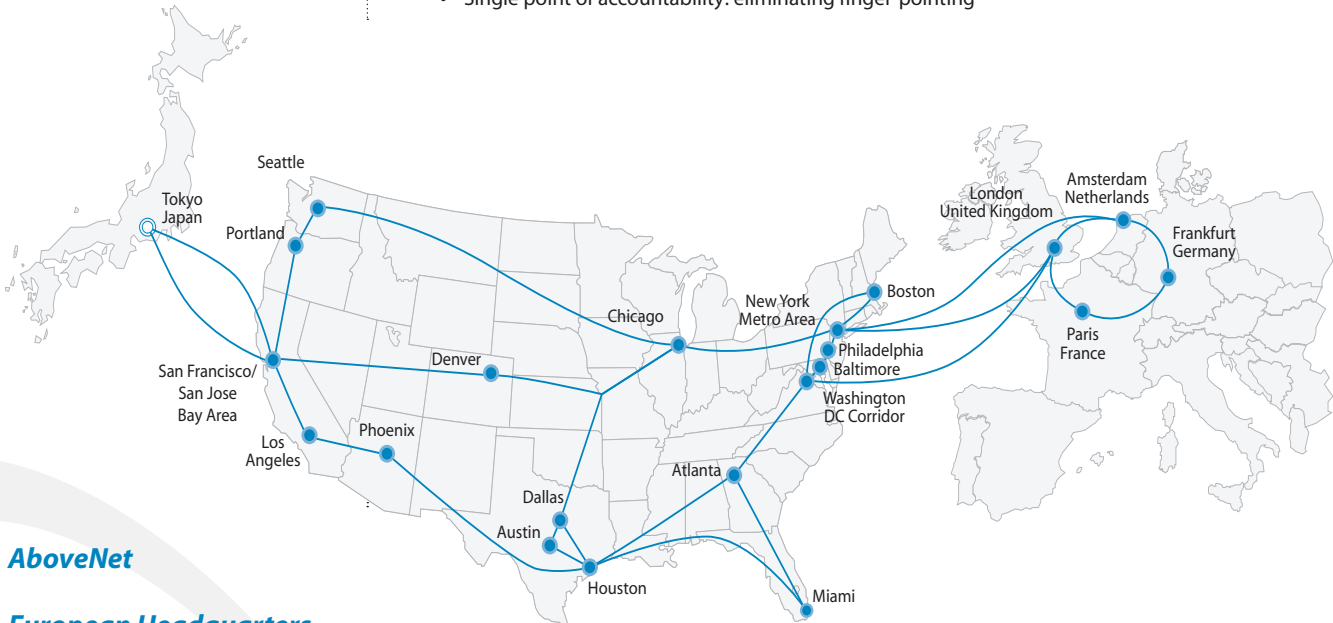 • Single point of accountability: eliminating finger-pointing
Seattle
Tokyo
Japan
Portland
San Francisco/
San Jose
Bay Area
Los
Angeles
Phoenix
Denver
Chicago
Dallas
Austin
Houston
Atlanta
Miami
New York
Metro Area
Boston
Philadelphia
Baltimore
Washington
DC Corridor
London
United Kingdom
Amsterdam
Netherlands
Frankfurt
Germany
Paris
France
AboveNet
European Headquarters